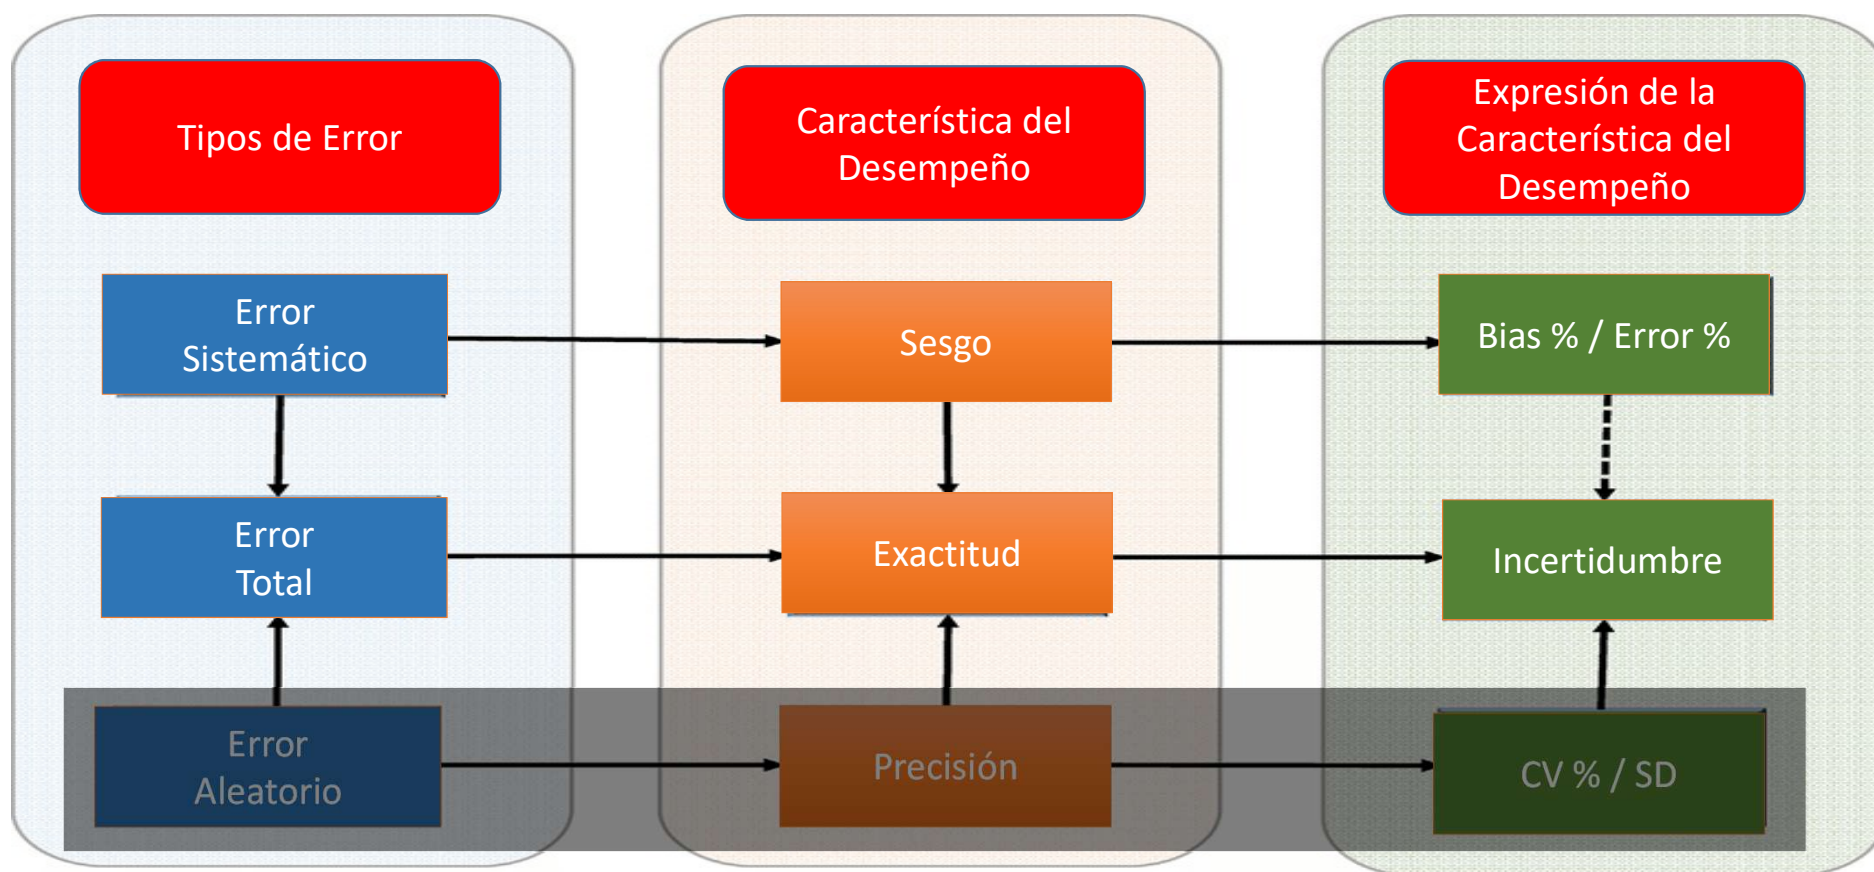 Tipos de Error
Característica del
Desempeño
Expresión de la
Característica del
Desempeño
Error
Sistemático
Sesgo
Bias % / Error %
Error
Total
Exactitud
Incertidumbre
Error
Aleatorio
Precisión
CV % / SD